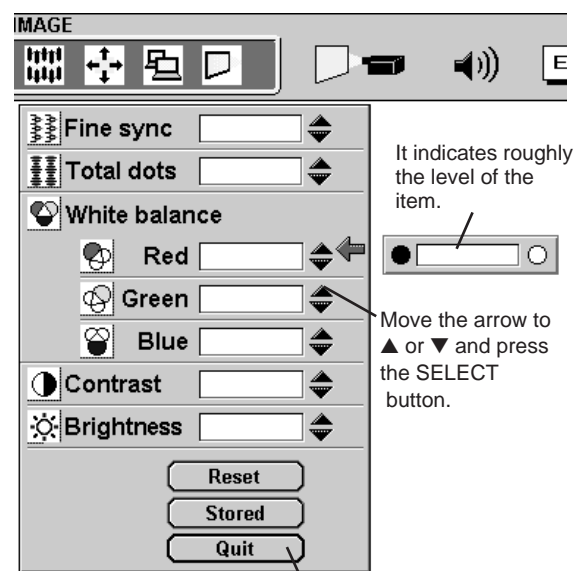 IMAGE
E
Fine sync
Total dots
White balance
Red
Green
Blue
Contrast
Brightness
Reset
Stored
Quit
It indicates roughly
the level of the
item.
Move the arrow to
▲ or ▼ and press
the SELECT
button.